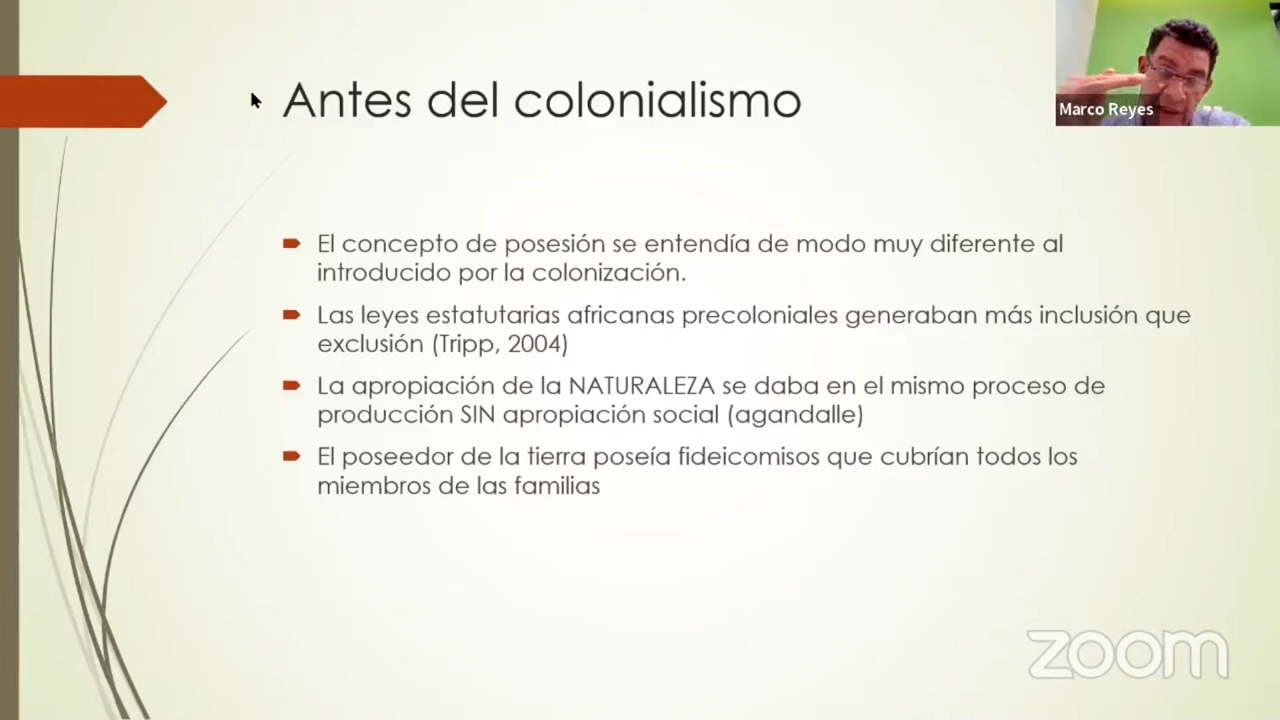 Antes del colonialismo
Marco Reyes
El concepto de posesión se entendía de modo muy diferente al
introducido por la colonización.
Las leyes estatutarias africanas precoloniales generaban más inclusión que
exclusión (Tripp, 2004)
La apropiación de la NATURALEZA se daba en el mismo proceso de
producción SIN apropiación social (agandalle)
El poseedor de la tierra poseía fideicomisos que cubrían todos los
miembros de las familias
zoom